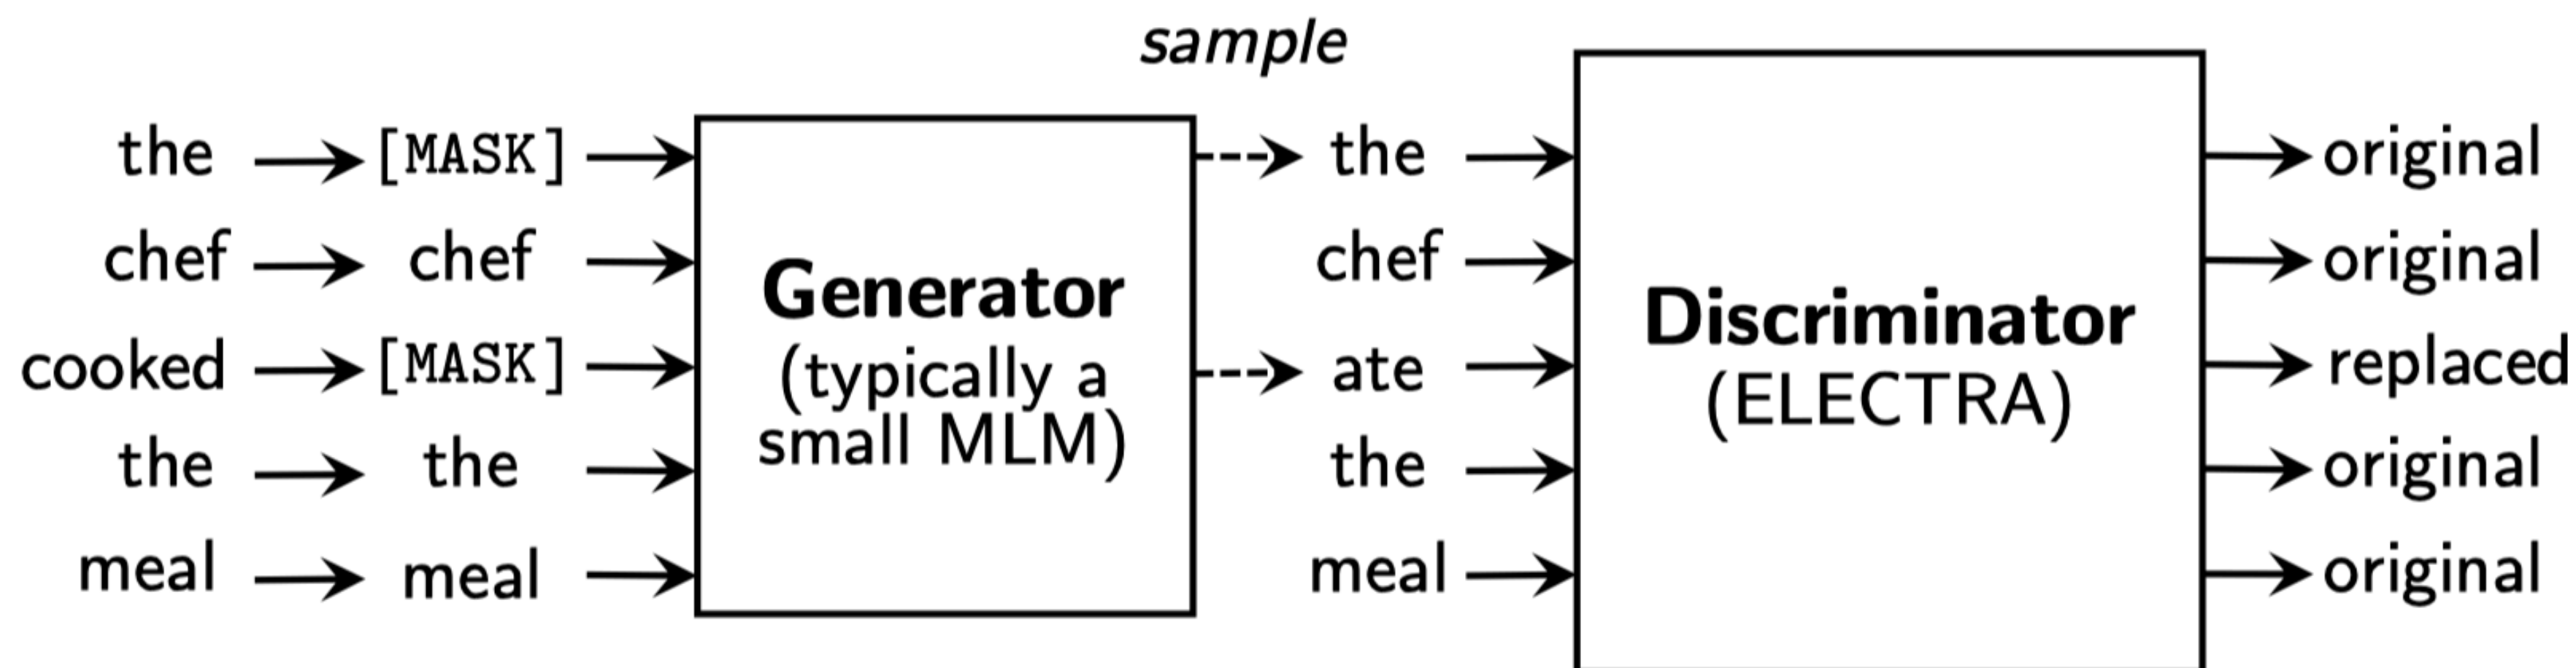 sample
the [MASK] the original
chef chef chef original
cooked [MASK] ate replaced
the the the original
meal meal meal original
Generator
(typically a
small MLM)
Discriminator
(ELECTRA)